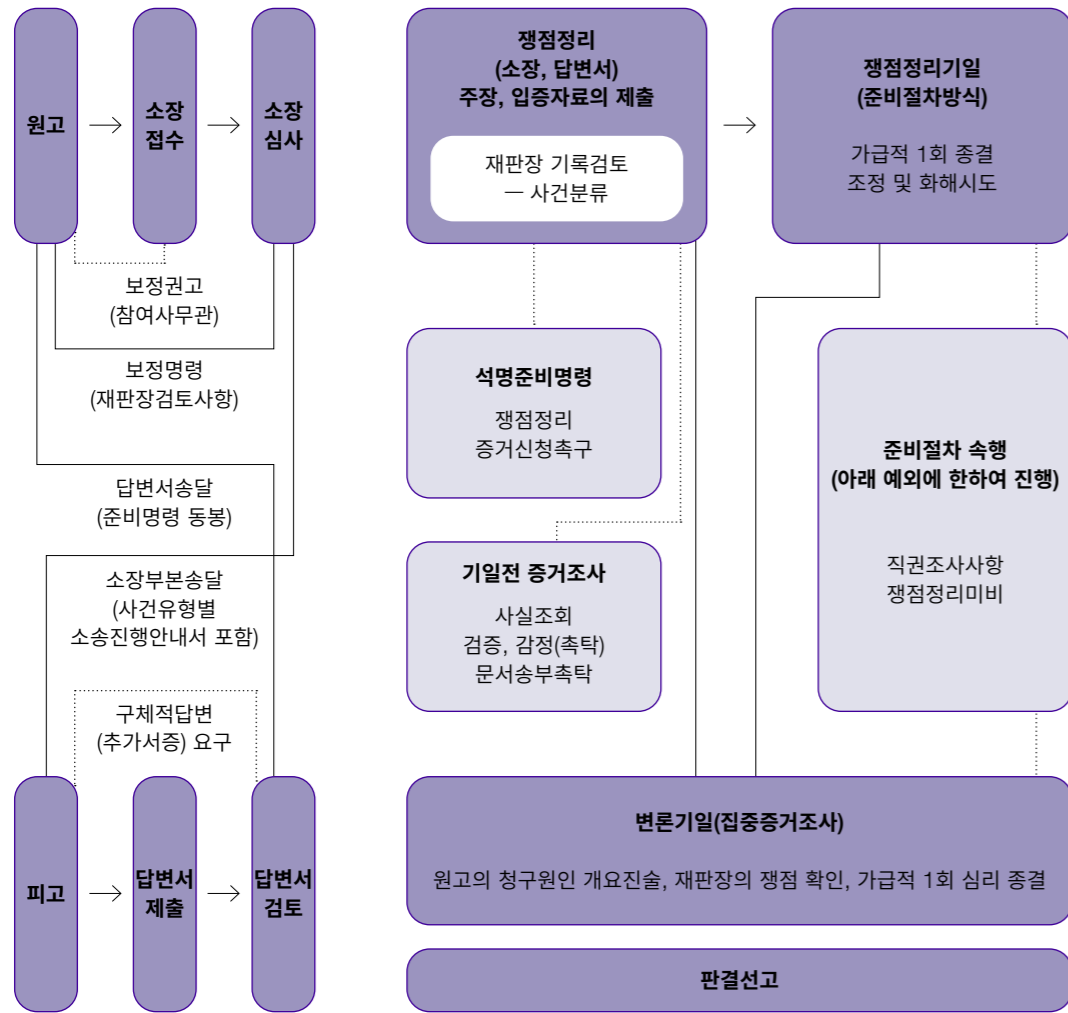 원고
소장
접수
소장
심사
보정권고
(참여사무관)
보정명령
(재판장검토사항)
답변서송달
(준비명령 동봉)
소장부본송달
(사건유형별
소송진행안내서 포함)
구체적답변
(추가서증) 요구
피고
답변서
제출
답변서
검토
쟁점정리
(소장, 답변서)
주장, 입증자료의 제출
재판장 기록검토
― 사건분류
쟁점정리기일
(준비절차방식)
가급적 1회 종결
조정 및 화해시도
석명준비명령
쟁점정리
증거신청촉구
기일전 증거조사
사실조회
검증, 감정(촉탁)
문서송부촉탁
준비절차 속행
(아래 예외에 한하여 진행)
직권조사사항
쟁점정리미비
변론기일(집중증거조사)
원고의 청구원인 개요진술, 재판장의 쟁점 확인, 가급적 1회 심리 종결
판결선고